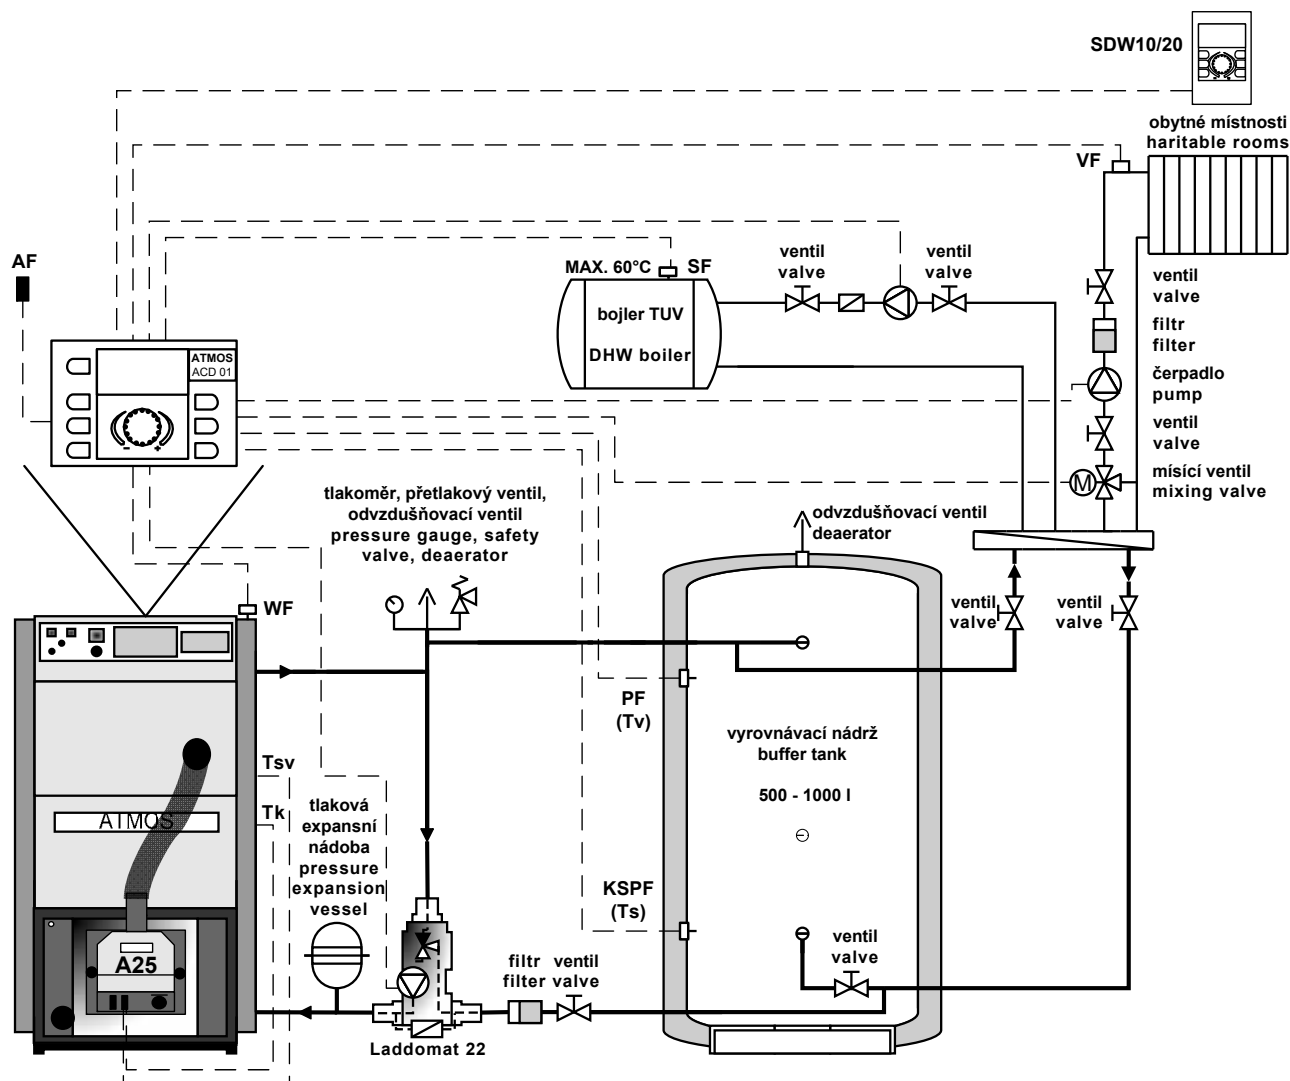 SDW10/20
obytné místnosti
haritable rooms
VF
AF
MAX. 60°C
SF
ventil
valve
ventil
valve
ventil
valve
bojler TUV
DHW boiler
filtr
filter
ATMOS
ACD 01
čerpadlo
pump
- +
ventil
valve
M
mísící ventil
mixing valve
tlakoměr, přetlakový ventil,
odvzdušňovací ventil
pressure gauge, safety
valve, deaerator
odvzdušňovací ventil
deaerator
WF
ventil
valve
ventil
valve
PF
(Tv)
vyrovnávací nádrž
buffer tank
500 - 1000 l
Tsv
Tk
ATMOS
tlaková
expansní
nádoba
pressure
expansion
vessel
KSPF
(Ts)
A25
ventil
valve
filtr ventil
filter valve
Laddomat 22